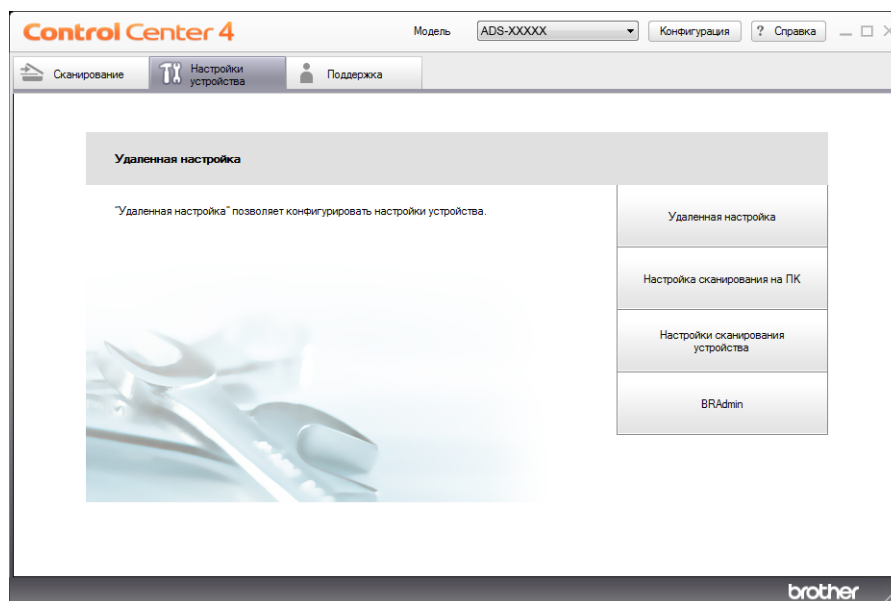 Control Center 4
Модель
ADS-XXXXX
Конфигурация
? Справка
Сканирование
Настройки
устройства
Поддержка
Удаленная настройка
"Удаленная настройка" позволяет конфигурировать настройки устройства.
Удаленная настройка
Настройка сканирования на ПК
Настройки сканирования
устройства
BRAdmin
brother